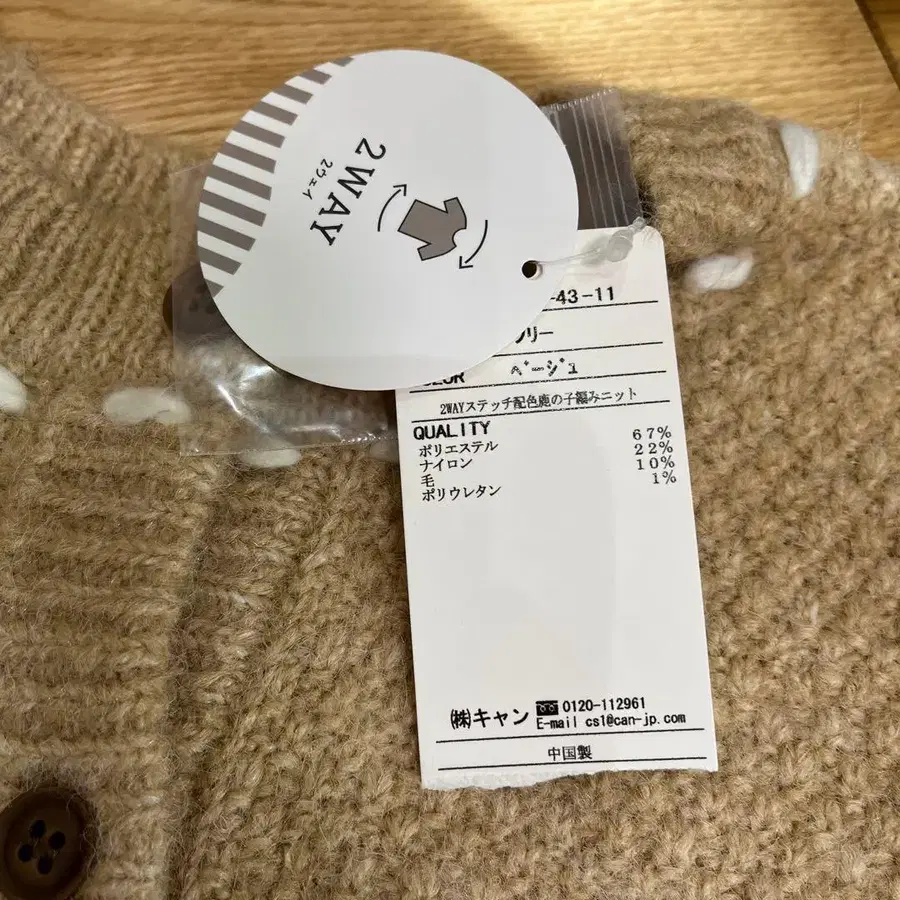 2WAY
2ウェイ
-43-11
フリー
ベージュ
2WAYステッチ配色鹿の子編みニット
QUALITY
ポリエステル 67%
ナイロン 22%
毛 10%
ポリウレタン 1%
㈱キャン 0120-112961
E-mail cs1@can-jp.com
中国製